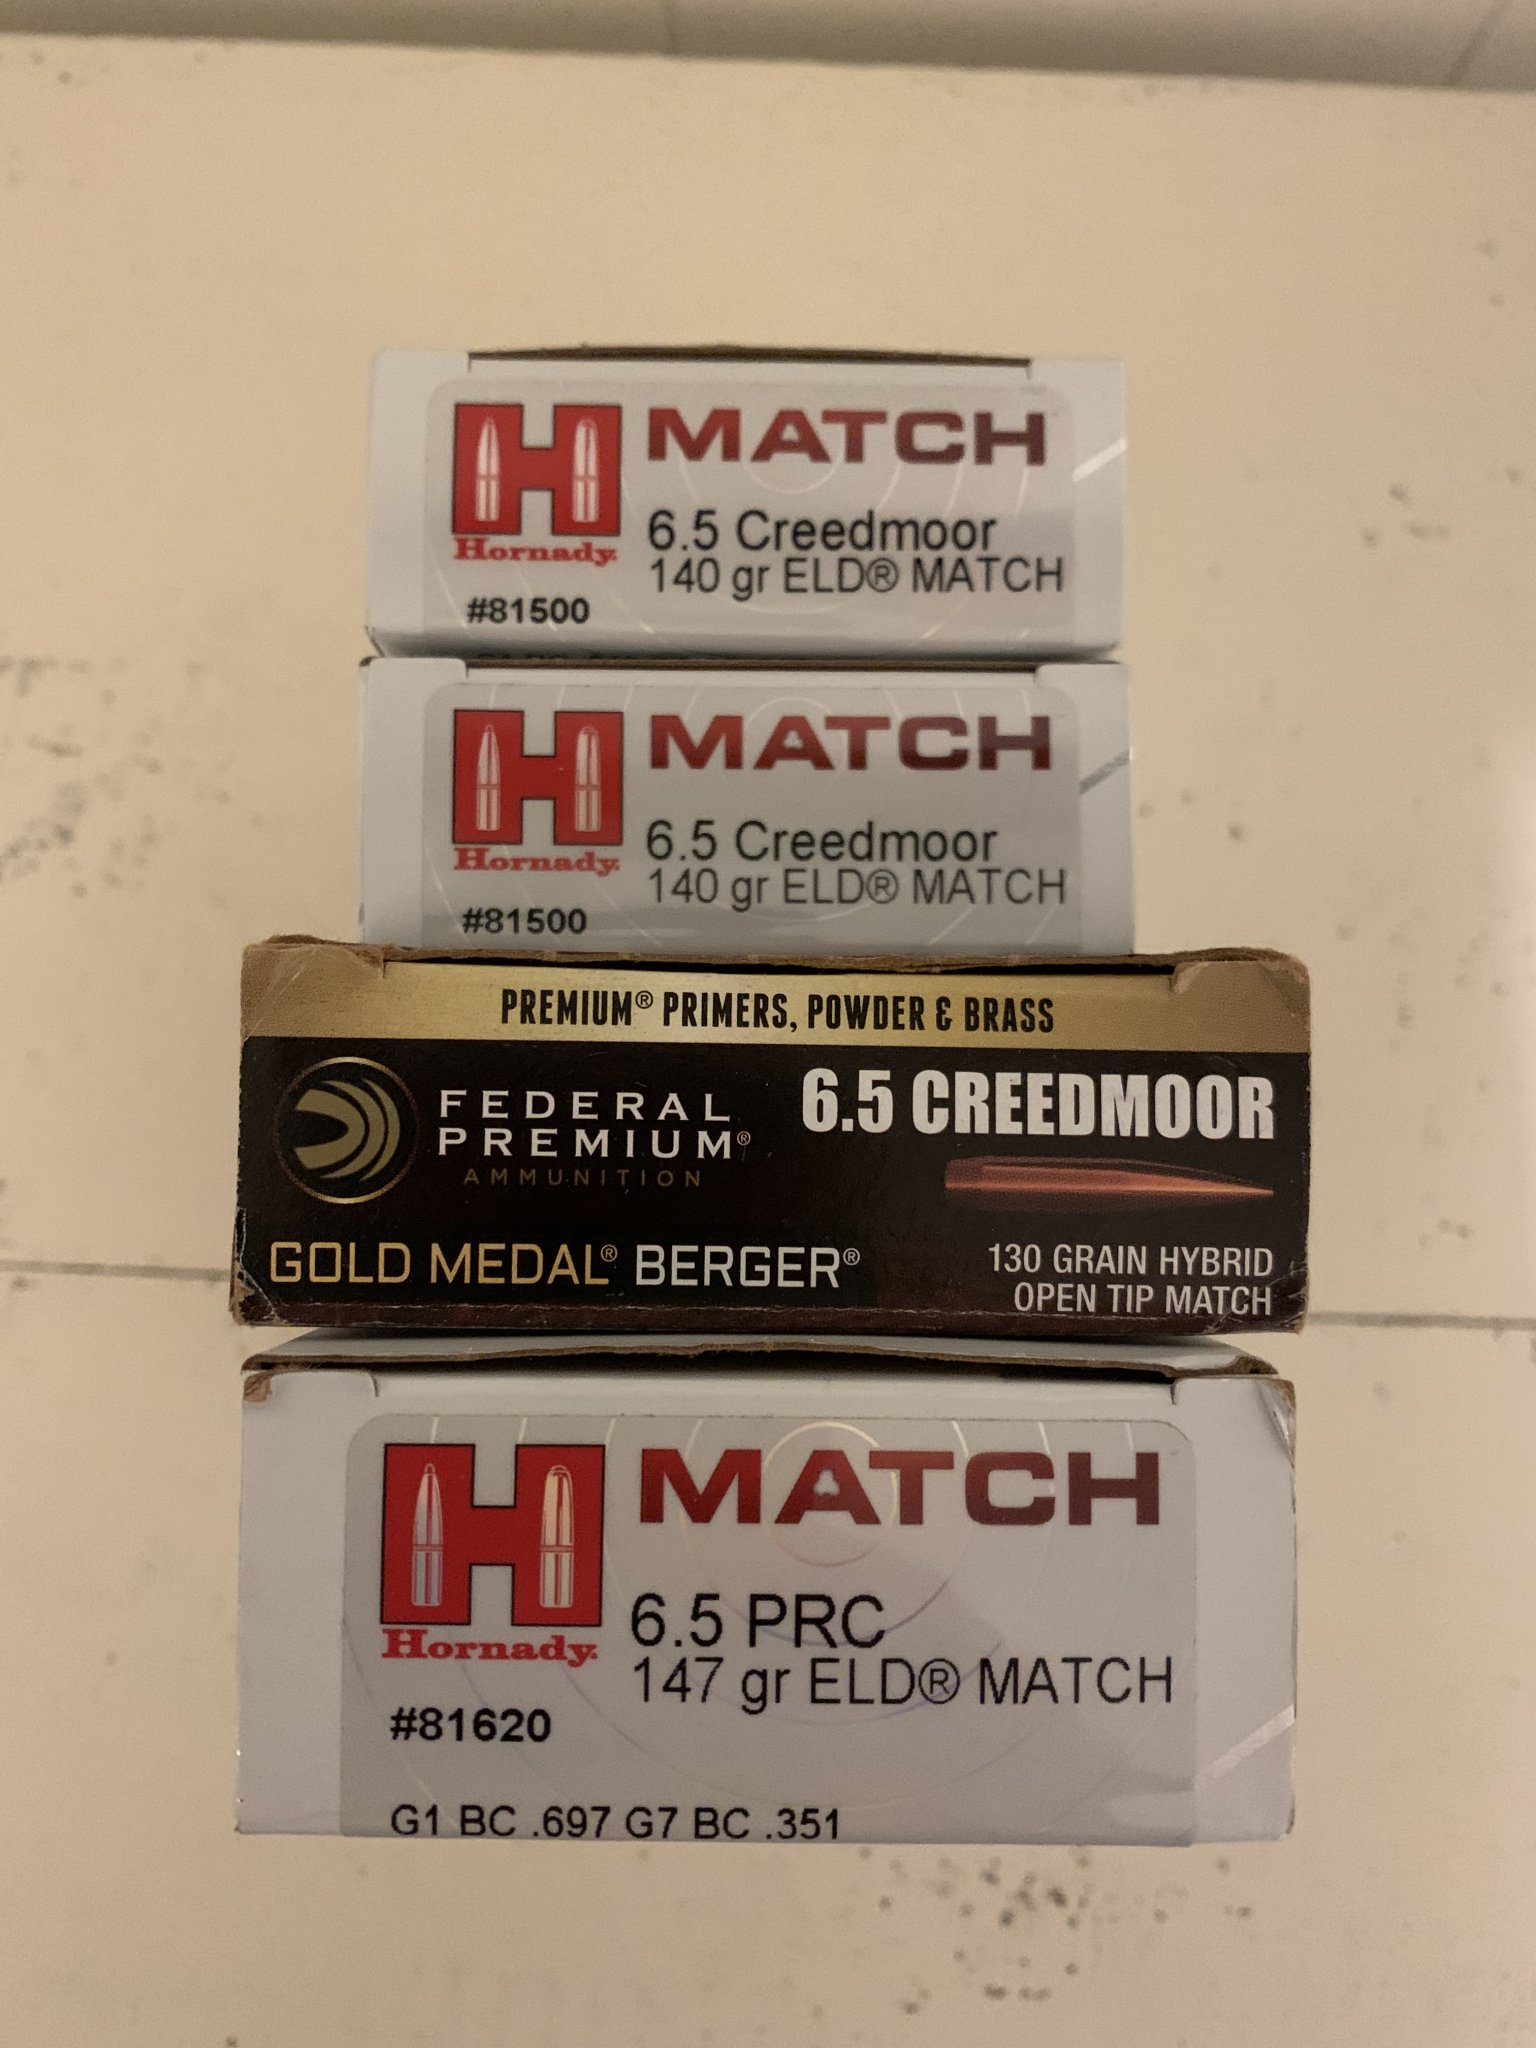 MATCH
Hornady
6.5 Creedmoor
140 gr ELD® MATCH
#81500
MATCH
Hornady
6.5 Creedmoor
140 gr ELD® MATCH
#81500
PREMIUM® PRIMERS, POWDER & BRASS
FEDERAL
PREMIUM®
AMMUNITION
6.5 CREEDMOOR
GOLD MEDAL® BERGER®
130 GRAIN HYBRID
OPEN TIP MATCH
H
MATCH
Hornady
6.5 PRC
147 gr ELD® MATCH
#81620
G1 BC .697 G7 BC .351